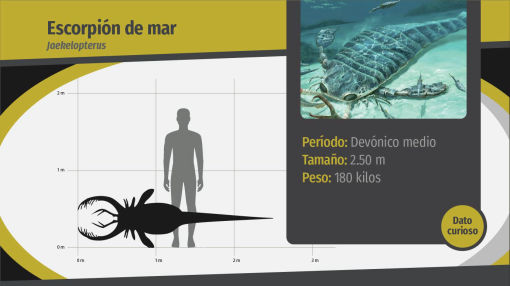 Escorpión de mar
Jaekelopterus
2 m
1 m
0 m
0 m
1 m
2 m
3 m
Período: Devónico medio
Tamaño: 2.50 m
Peso: 180 kilos
Dato
curioso